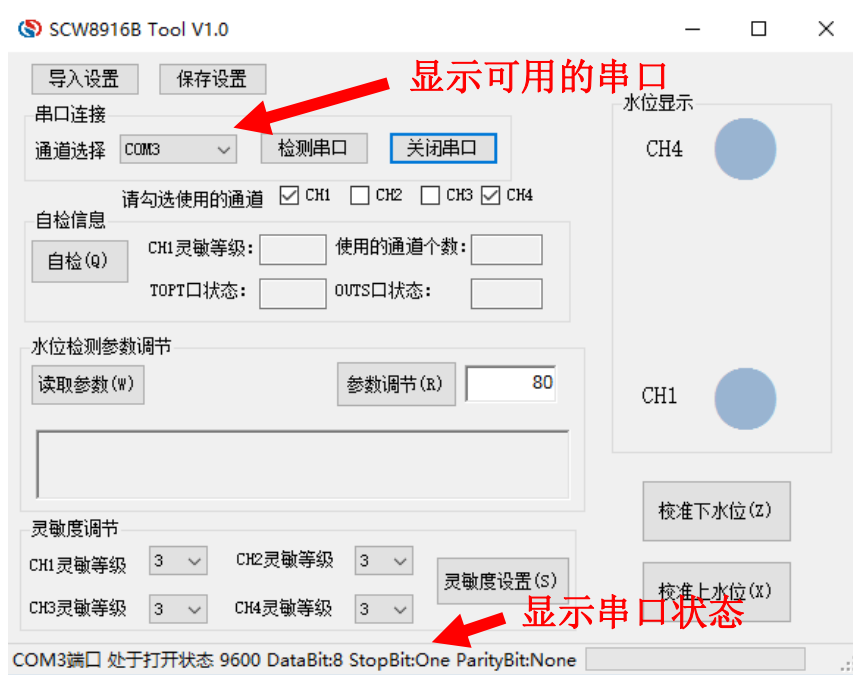 SCW8916B Tool V1.0
导入设置 保存设置 显示可用的串口
串口连接 水位显示
通道选择 COM3 检测串口 关闭串口 CH4
请勾选使用的通道 CH1 CH2 CH3 CH4
自检信息
自检(Q) CH1灵敏等级: 使用的通道个数:
TOPT口状态: OUTS口状态:
水位检测参数调节
读取参数(W) 参数调节(R) 80 CH1
校准下水位(Z)
灵敏度调节
CH1灵敏等级 3 CH2灵敏等级 3 灵敏度设置(S) 校准上水位(X)
CH3灵敏等级 3 CH4灵敏等级 3 显示串口状态
COM3端口 处于打开状态 9600 DataBit:8 StopBit:One ParityBit:None